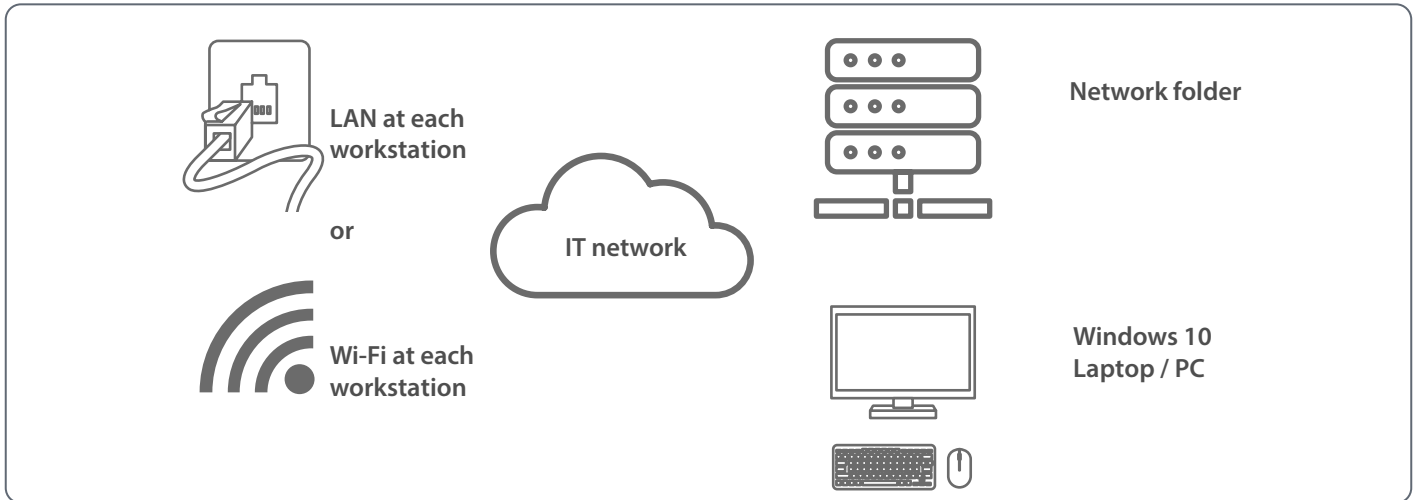 LAN at each
workstation
or
Wi-Fi at each
workstation
IT network
Network folder
Windows 10
Laptop / PC